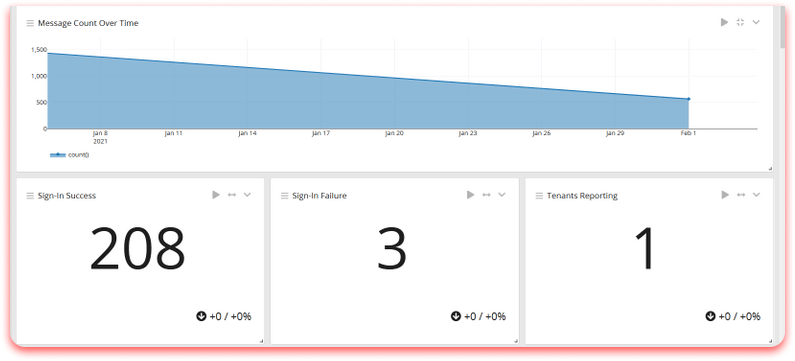 Message Count Over Time
1,500
1,000
500
0
Jan 8 Jan 11 Jan 14 Jan 17 Jan 20 Jan 23 Jan 26 Jan 29 Feb 1
2021
count()
Sign-In Success Sign-In Failure Tenants Reporting
208 3 1
+0 / +0% +0 / +0% +0 / +0%